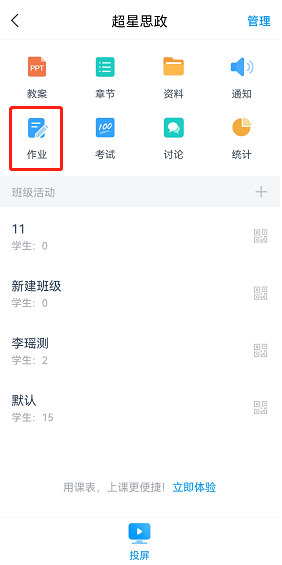 超星思政 管理
PPT
教案 章节 资料 通知
100
作业 考试 讨论 统计
班级活动
11
学生：0
新建班级
学生：0
李瑶测
学生：2
默认
学生：15
用课表，上课更便捷！立即体验
投屏